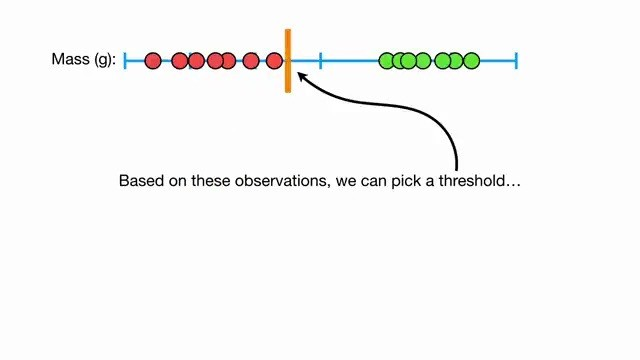 Mass (g):
Based on these observations, we can pick a threshold…